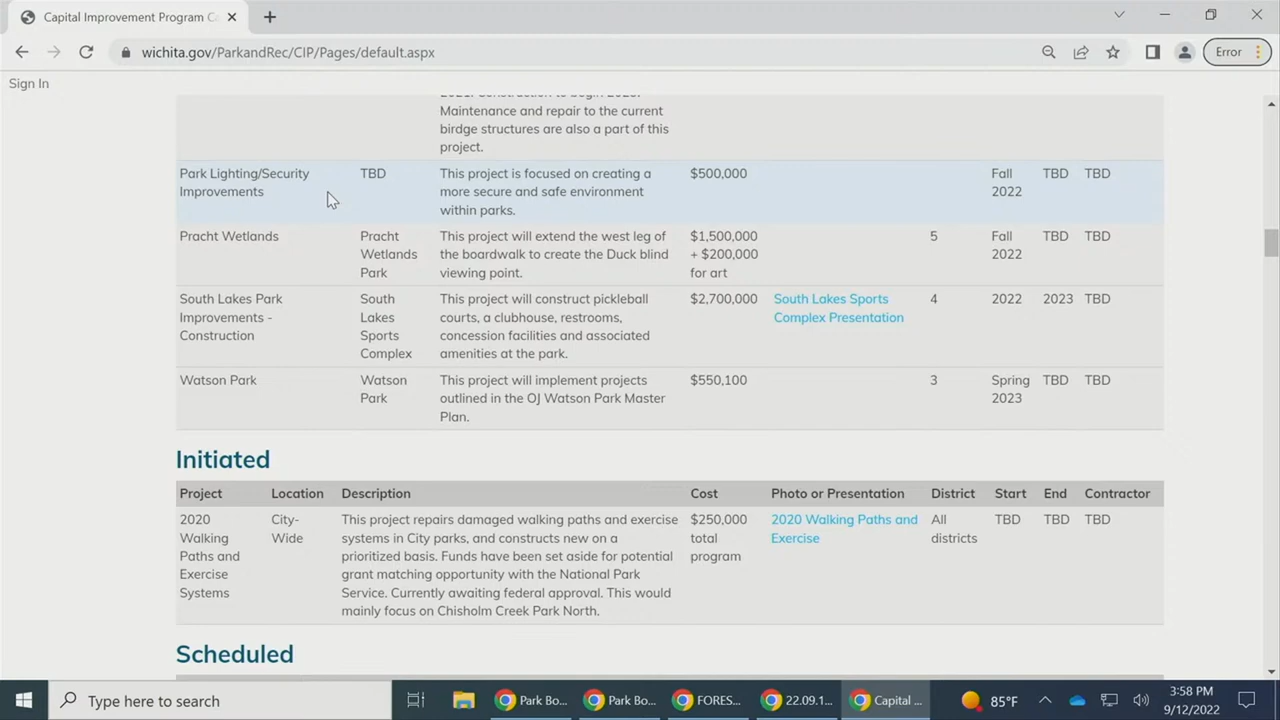 Capital Improvement Program C
wichita.gov/ParkandRec/CIP/Pages/default.aspx
Error
Sign In
Maintenance and repair to the current
birdge structures are also a part of this
project.
Park Lighting/Security
Improvements
TBD
This project is focused on creating a
more secure and safe environment
within parks.
$500,000
Fall
2022
TBD
TBD
Pracht Wetlands
Pracht
Wetlands
Park
This project will extend the west leg of
the boardwalk to create the Duck blind
viewing point.
$1,500,000
+ $200,000
for art
5
Fall
2022
TBD
TBD
South Lakes Park
Improvements -
Construction
South
Lakes
Sports
Complex
This project will construct pickleball
courts, a clubhouse, restrooms,
concession facilities and associated
amenities at the park.
$2,700,000
South Lakes Sports
Complex Presentation
4
2022
2023
TBD
Watson Park
Watson
Park
This project will implement projects
outlined in the OJ Watson Park Master
Plan.
$550,100
3
Spring
2023
TBD
TBD
Initiated
Project
Location
Description
Cost
Photo or Presentation
District
Start
End
Contractor
2020
Walking
Paths and
Exercise
Systems
City-
Wide
This project repairs damaged walking paths and exercise
systems in City parks, and constructs new on a
prioritized basis. Funds have been set aside for potential
grant matching opportunity with the National Park
Service. Currently awaiting federal approval. This would
mainly focus on Chisholm Creek Park North.
$250,000
total
program
2020 Walking Paths and
Exercise
All
districts
TBD
TBD
TBD
Scheduled
Type here to search
Park Bo...
Park Bo...
FORES...
22.09.1...
Capital ...
85°F
3:58 PM
9/12/2022